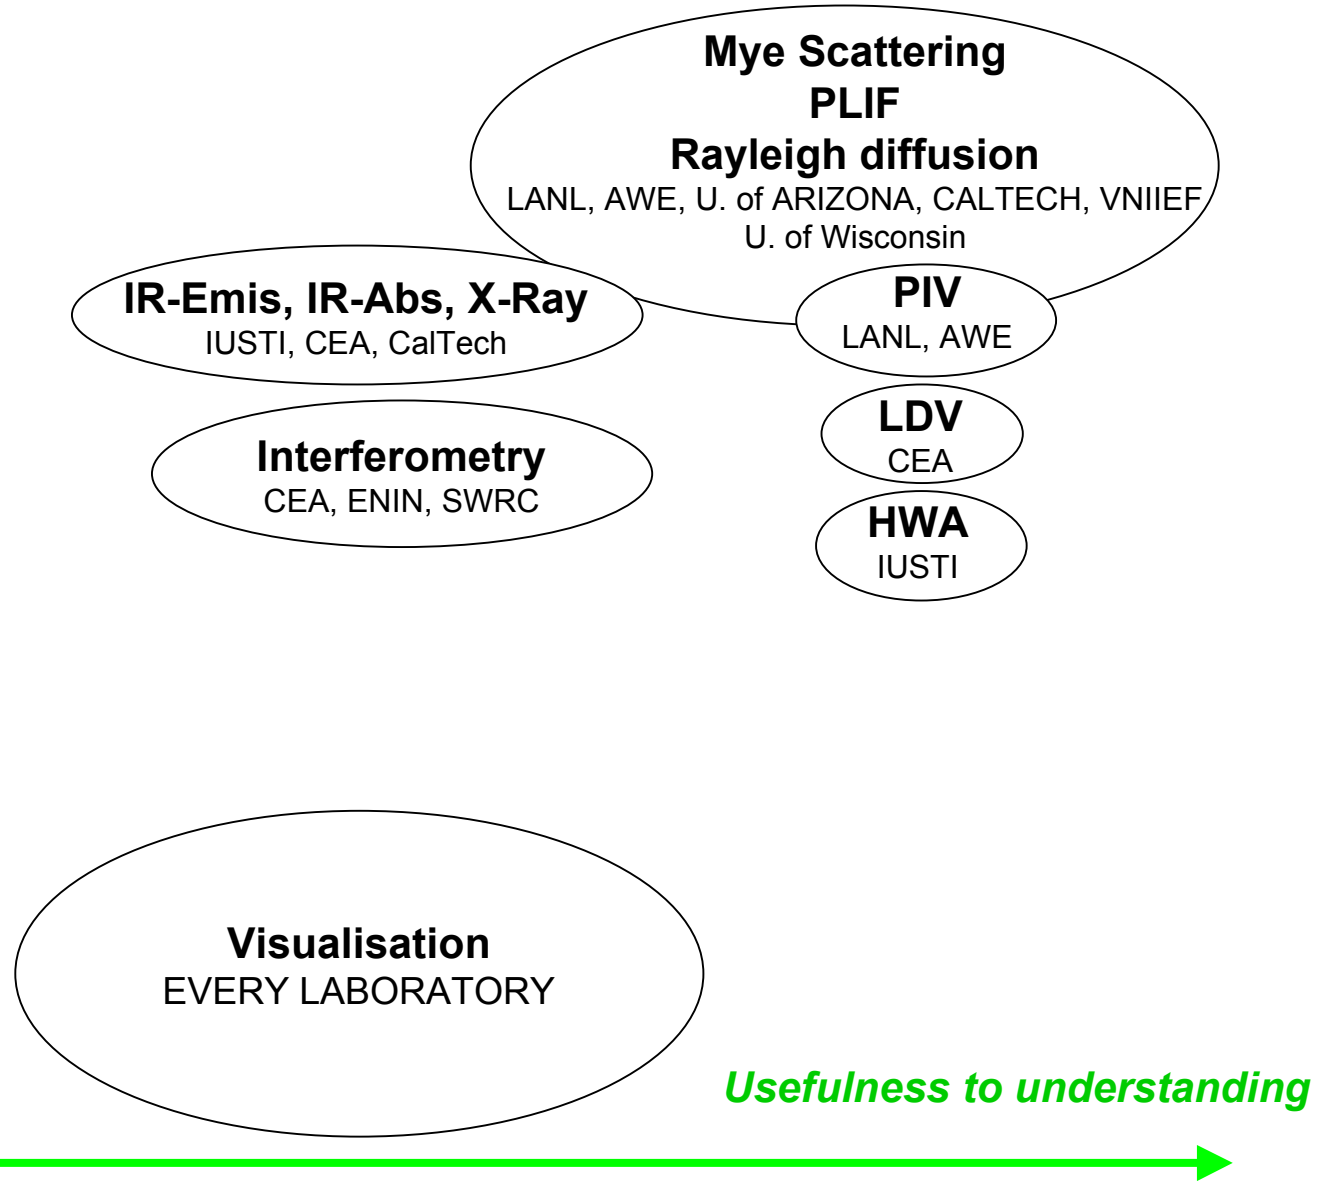 Mye Scattering
PLIF
Rayleigh diffusion
LANL, AWE, U. of ARIZONA, CALTECH, VNIIEF
U. of Wisconsin
IR-Emis, IR-Abs, X-Ray
IUSTI, CEA, CalTech
PIV
LANL, AWE
LDV
CEA
Interferometry
CEA, ENIN, SWRC
HWA
IUSTI
Visualisation
EVERY LABORATORY
Usefulness to understanding